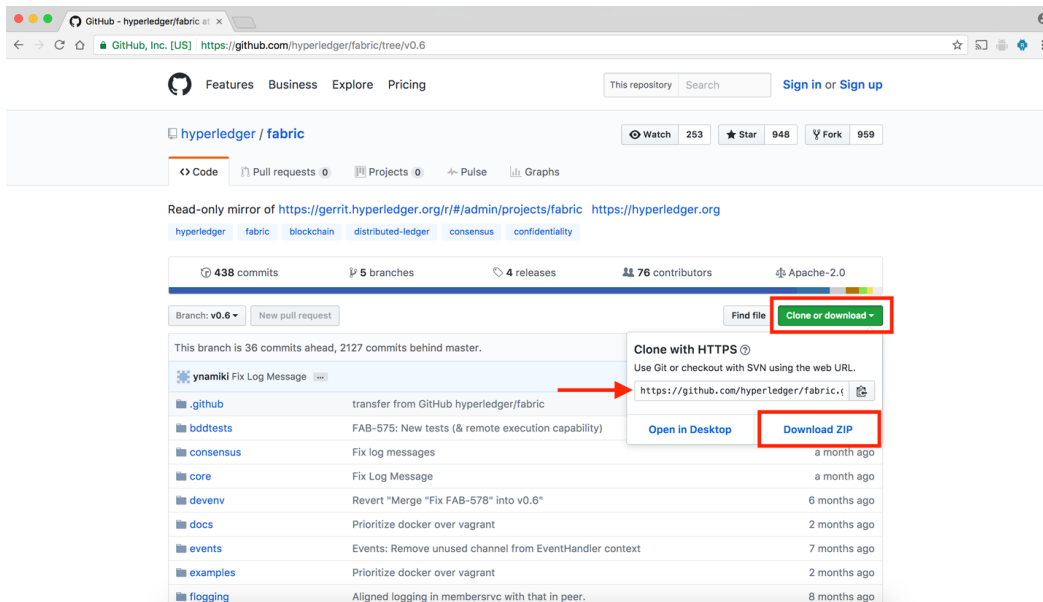 GitHub - hyperledger/fabric at
GitHub, Inc. [US] https://github.com/hyperledger/fabric/tree/v0.6
Features Business Explore Pricing This repository Search Sign in or Sign up
hyperledger / fabric Watch 253 Star 948 Fork 959
Code Pull requests 0 Projects 0 Pulse Graphs
Read-only mirror of https://gerrit.hyperledger.org/r/#/admin/projects/fabric https://hyperledger.org
hyperledger fabric blockchain distributed-ledger consensus confidentiality
438 commits 5 branches 4 releases 76 contributors Apache-2.0
Branch: v0.6 New pull request Find file Clone or download
This branch is 36 commits ahead, 2127 commits behind master.
Clone with HTTPS
Use Git or checkout with SVN using the web URL.
https://github.com/hyperledger/fabric.g
Open in Desktop Download ZIP
ynamiki Fix Log Message …
.github transfer from GitHub hyperledger/fabric
bddtests FAB-575: New tests (& remote execution capability)
consensus Fix log messages a month ago
core Fix Log Message a month ago
devenv Revert "Merge "Fix FAB-578" into v0.6" 6 months ago
docs Prioritize docker over vagrant 2 months ago
events Events: Remove unused channel from EventHandler context 7 months ago
examples Prioritize docker over vagrant 2 months ago
flogging Aligned logging in membersrvc with that in peer. 8 months ago